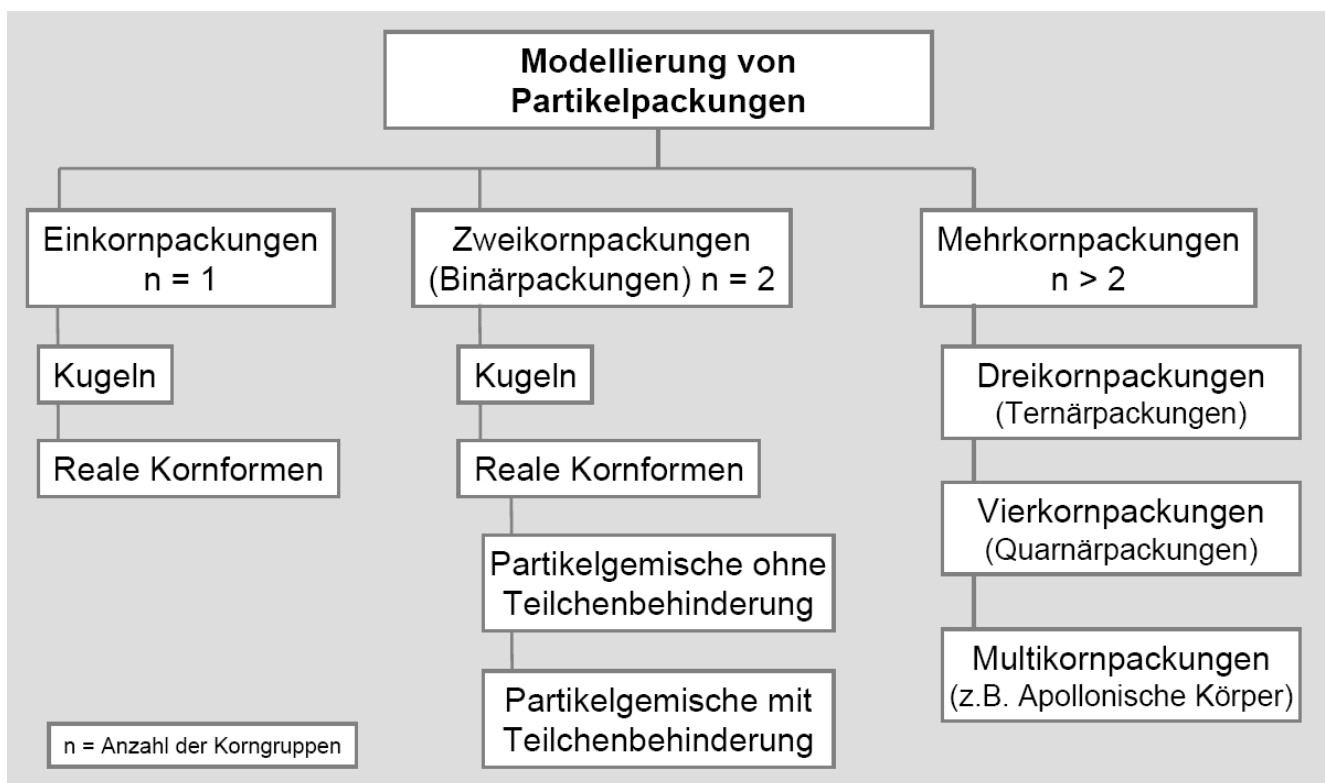 Modellierung von
Partikelpackungen
Einkornpackungen
n = 1
Kugeln
Reale Kornformen
Zweikornpackungen
(Binärpackungen) n = 2
Kugeln
Reale Kornformen
Partikelgemische ohne
Teilchenbehinderung
Partikelgemische mit
Teilchenbehinderung
Mehrkornpackungen
n > 2
Dreikornpackungen
(Ternärpackungen)
Vierkornpackungen
(Quarnärpackungen)
Multikornpackungen
(z.B. Apollonische Körper)
n = Anzahl der Korngruppen